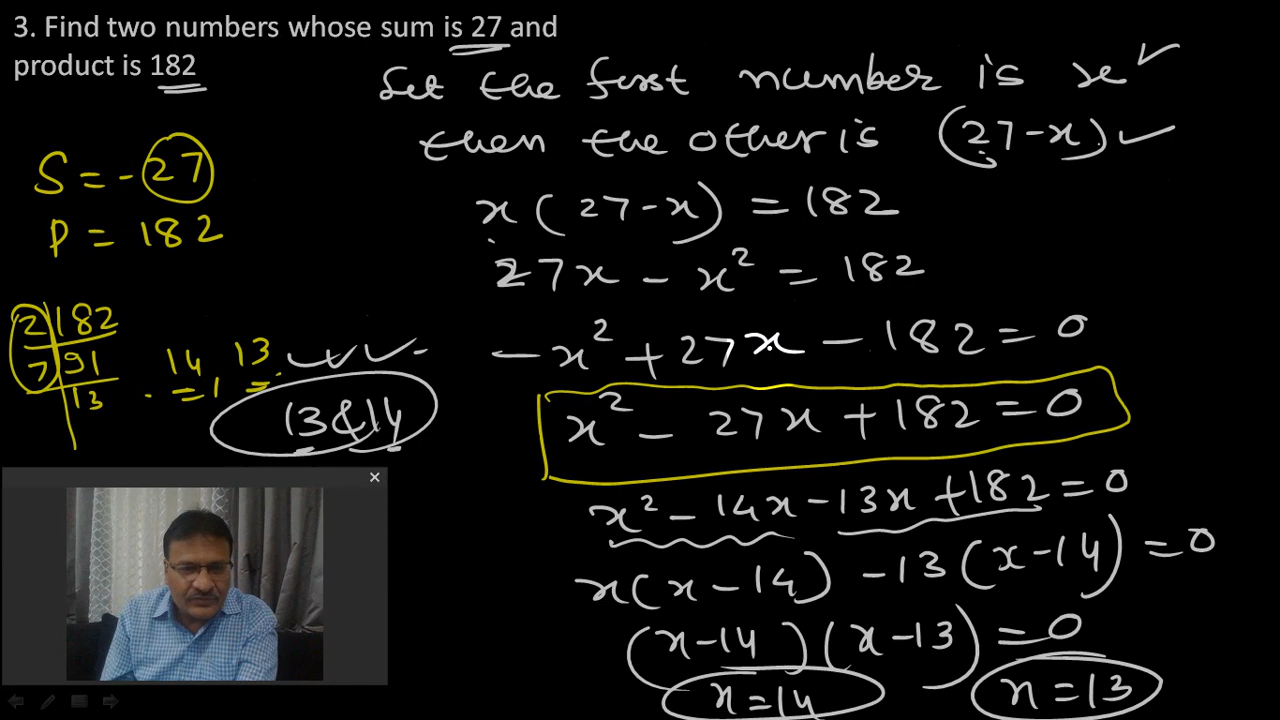 3. Find two numbers whose sum is 27 and
product is 182
Let the first number is x
then the other is (27-x)
S = -27
P = 182
x(27-x) = 182
27x - x² = 182
2|182
7|91
13
14, 13
13 & 14
-x² + 27x - 182 = 0
x² - 27x + 182 = 0
x² - 14x - 13x + 182 = 0
x(x-14) -13(x-14) = 0
(x-14)(x-13) = 0
x = 14 x = 13